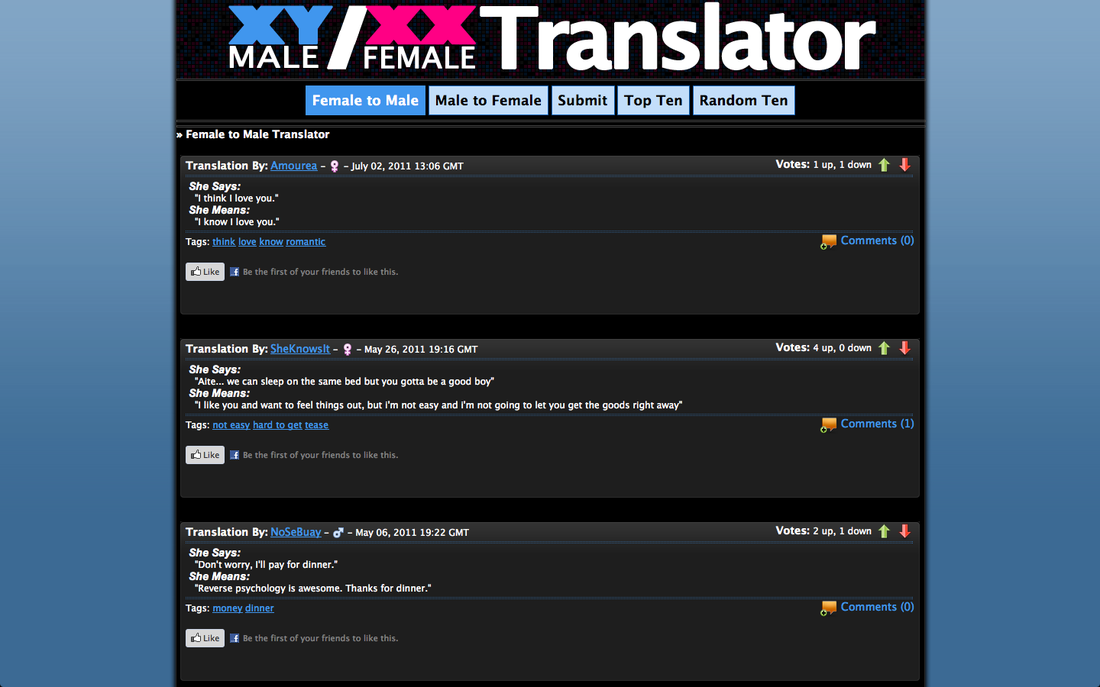 XY/XX Translator
MALE FEMALE
Female to Male Male to Female Submit Top Ten Random Ten
» Female to Male Translator
Translation By: Amourea - - July 02, 2011 13:06 GMT Votes: 1 up, 1 down
She Says:
"I think I love you."
She Means:
"I know I love you."
Tags: think love know romantic Comments (0)
Like Be the first of your friends to like this.
Translation By: SheKnowsIt - - May 26, 2011 19:16 GMT Votes: 4 up, 0 down
She Says:
"Aite... we can sleep on the same bed but you gotta be a good boy"
She Means:
"I like you and want to feel things out, but i'm not easy and i'm not going to let you get the goods right away"
Tags: not easy hard to get tease Comments (1)
Like Be the first of your friends to like this.
Translation By: NoSeBuay - - May 06, 2011 19:22 GMT Votes: 2 up, 1 down
She Says:
"Don't worry, I'll pay for dinner."
She Means:
"Reverse psychology is awesome. Thanks for dinner."
Tags: money dinner Comments (0)
Like Be the first of your friends to like this.